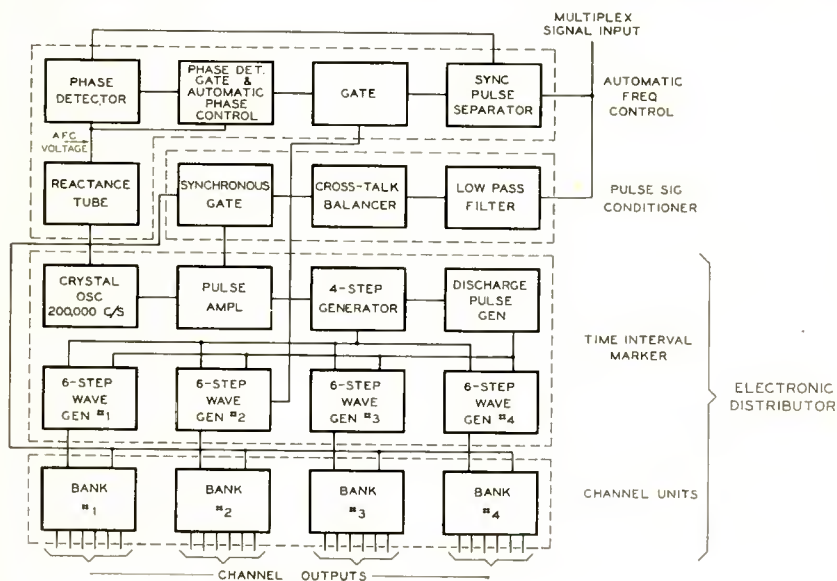 MULTIPLEX
SIGNAL INPUT
PHASE
DETECTOR
PHASE DET.
GATE &
AUTOMATIC
PHASE
CONTROL
GATE
SYNC
PULSE
SEPARATOR
AUTOMATIC
FREQ
CONTROL
AFC
VOLTAGE
REACTANCE
TUBE
SYNCHRONOUS
GATE
CROSS-TALK
BALANCER
LOW PASS
FILTER
PULSE SIG
CONDITIONER
CRYSTAL
OSC
200,000 C/S
PULSE
AMPL
4-STEP
GENERATOR
DISCHARGE
PULSE
GEN
TIME INTERVAL
MARKER
6-STEP
WAVE
GEN #1
6-STEP
WAVE
GEN #2
6-STEP
WAVE
GEN #3
6-STEP
WAVE
GEN #4
ELECTRONIC
DISTRIBUTOR
BANK
#1
BANK
#2
BANK
#3
BANK
#4
CHANNEL UNITS
CHANNEL OUTPUTS